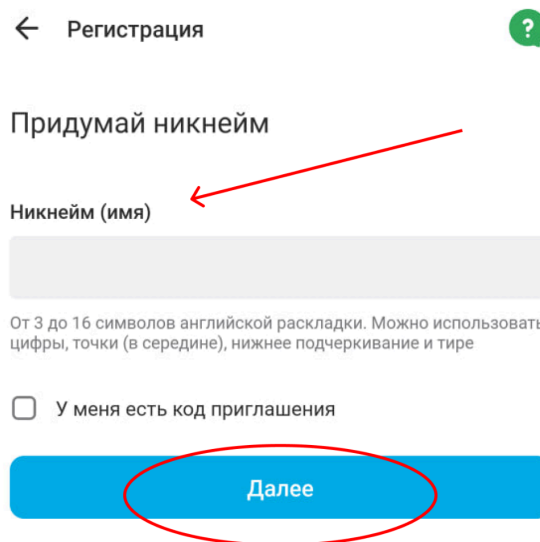 Регистрация
?
Придумай никнейм
Никнейм (имя)
От 3 до 16 символов английской раскладки. Можно использовать
цифры, точки (в середине), нижнее подчеркивание и тире
У меня есть код приглашения
Далее